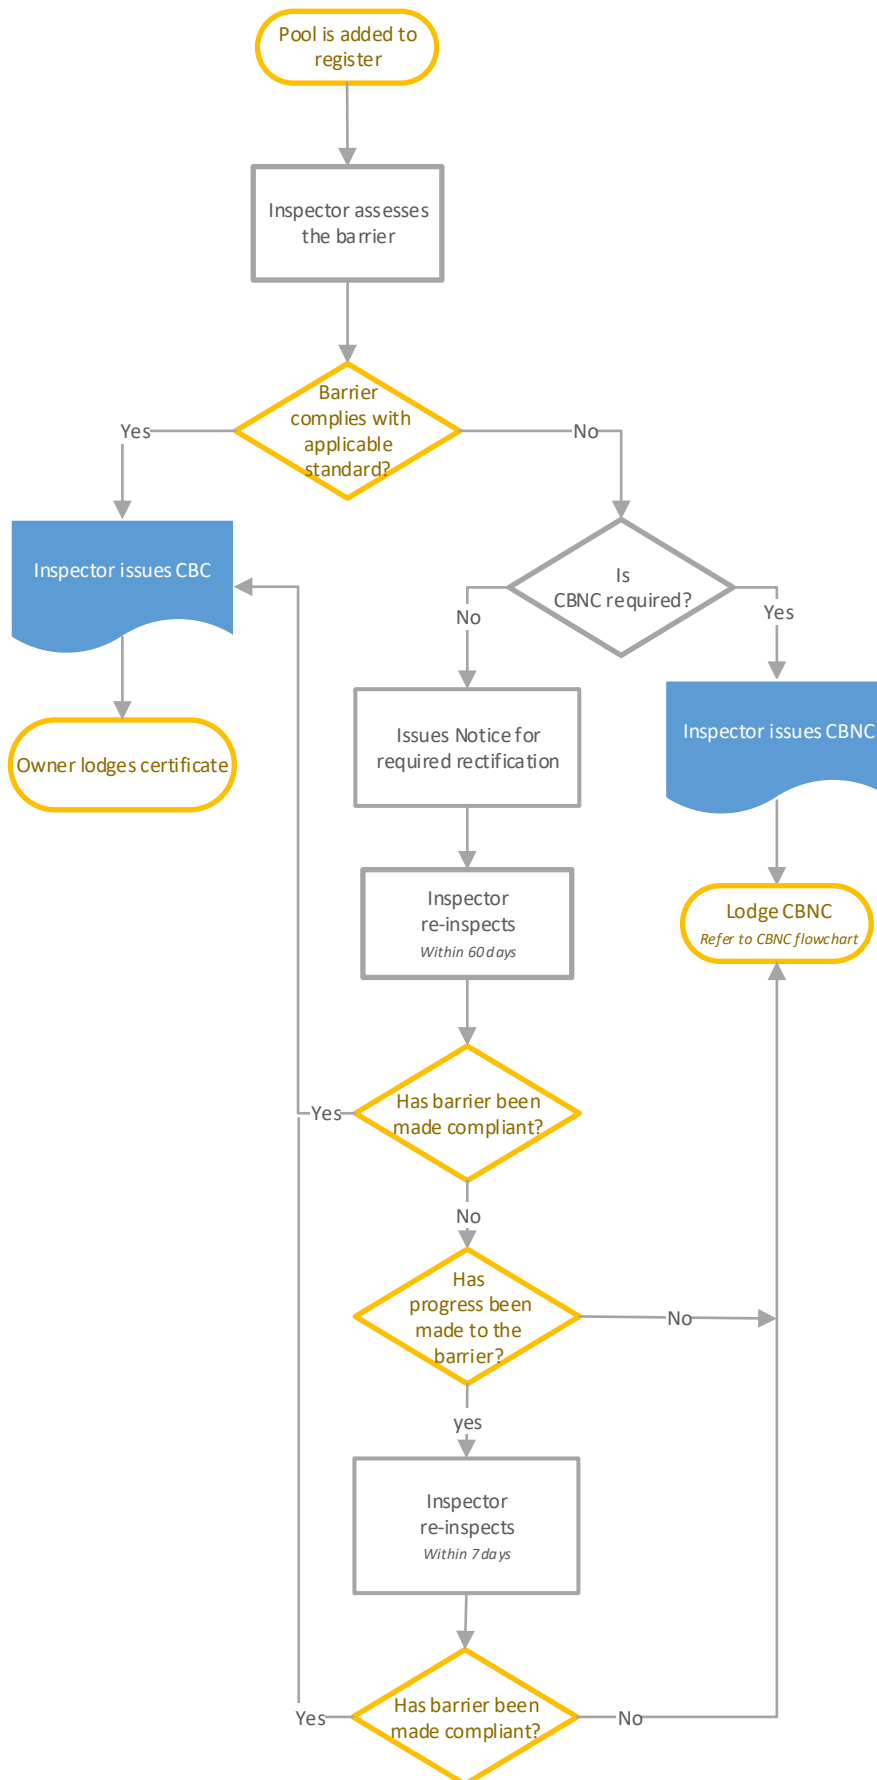 Pool is added to
register
Inspector assesses
the barrier
Barrier
complies with
applicable
standard?
Yes
No
Inspector issues CBC
Is
CBNC required?
No
Yes
Owner lodges certificate
Issues Notice for
required rectification
Inspector issues CBNC
Inspector
re-inspects
Within 60 days
Lodge CBNC
Refer to CBNC flowchart
Has barrier been
made compliant?
Yes
No
Has
progress been
made to the
barrier?
No
yes
Inspector
re-inspects
Within 7 days
Has barrier been
made compliant?
Yes
No